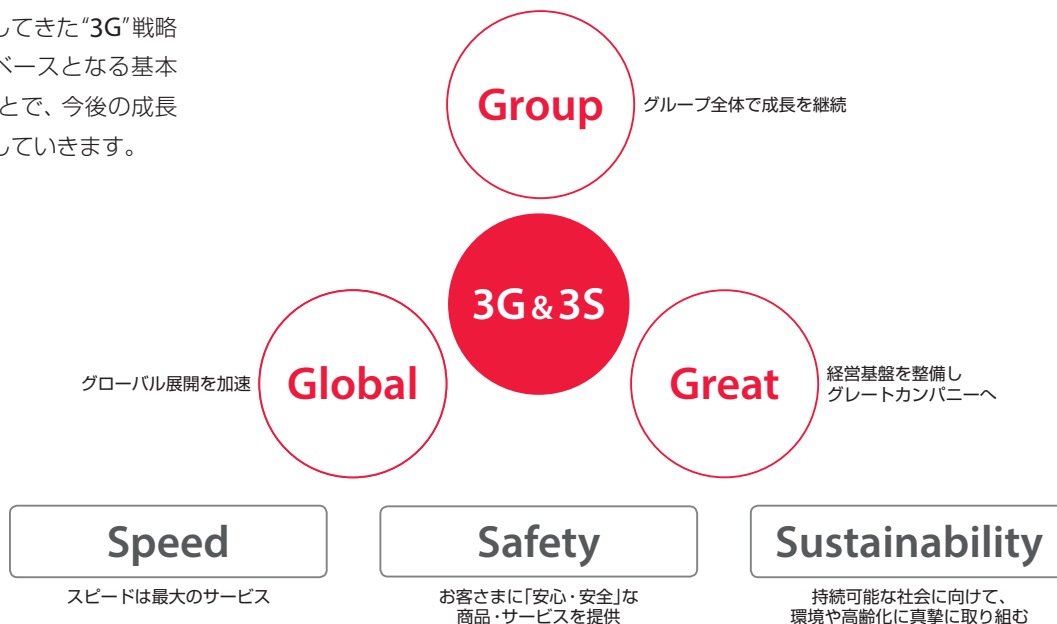 してきた“3G”戦略
ベースとなる基本
とで、今後の成長
していきます。
Group
グループ全体で成長を継続
3G & 3S
グローバル展開を加速
Global
Great
経営基盤を整備し
グレートカンパニーへ
Speed
スピードは最大のサービス
Safety
お客さまに「安心・安全」な
商品・サービスを提供
Sustainability
持続可能な社会に向けて、
環境や高齢化に真摯に取り組む